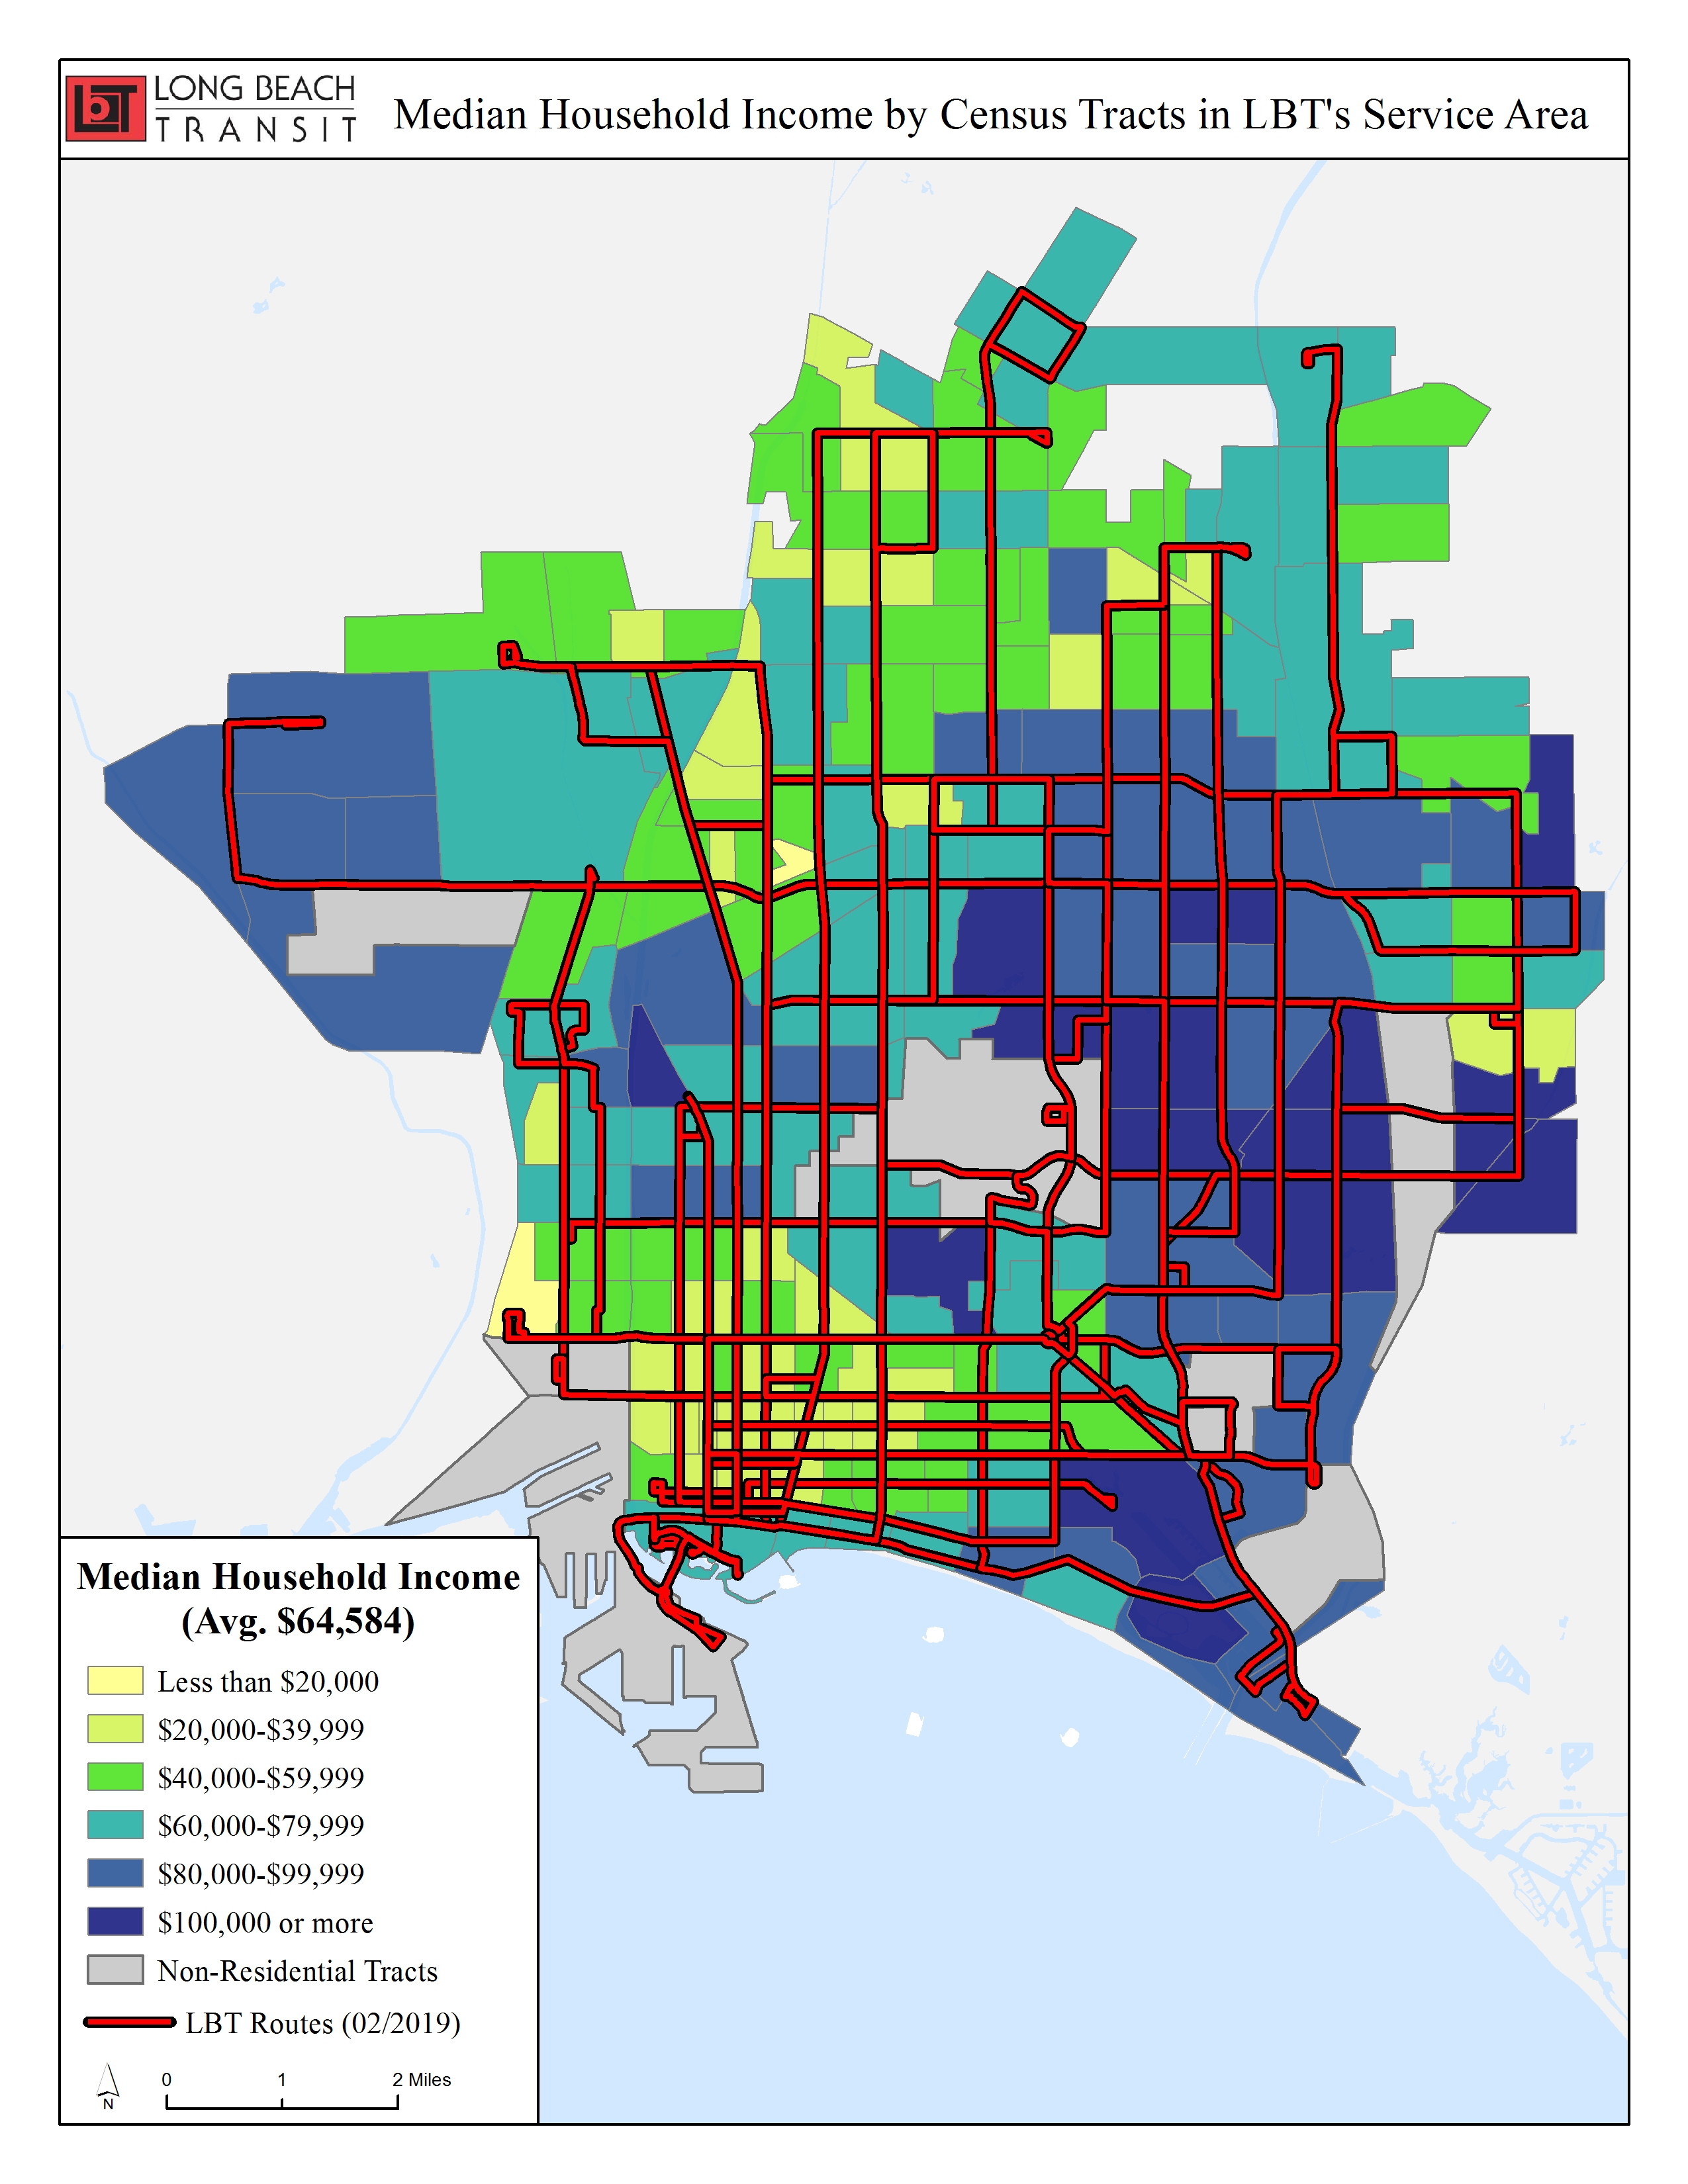 LBT
LONG BEACH
TRANSIT
Median Household Income by Census Tracts in LBT's Service Area
Median Household Income
(Avg. $64,584)
Less than $20,000
$20,000-$39,999
$40,000-$59,999
$60,000-$79,999
$80,000-$99,999
$100,000 or more
Non-Residential Tracts
LBT Routes (02/2019)
N
0 1 2 Miles